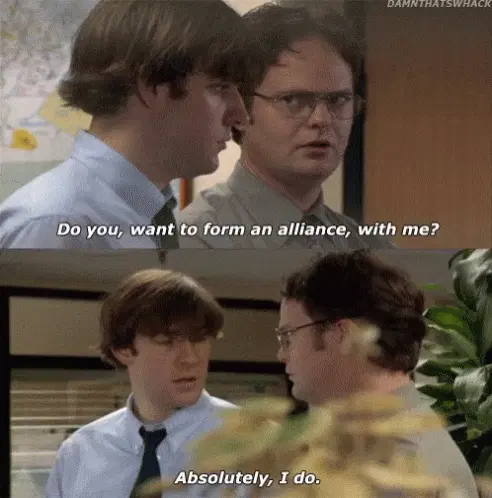 DAMNTHATSWHACK
Do you, want to form an alliance, with me?
Absolutely, I do.